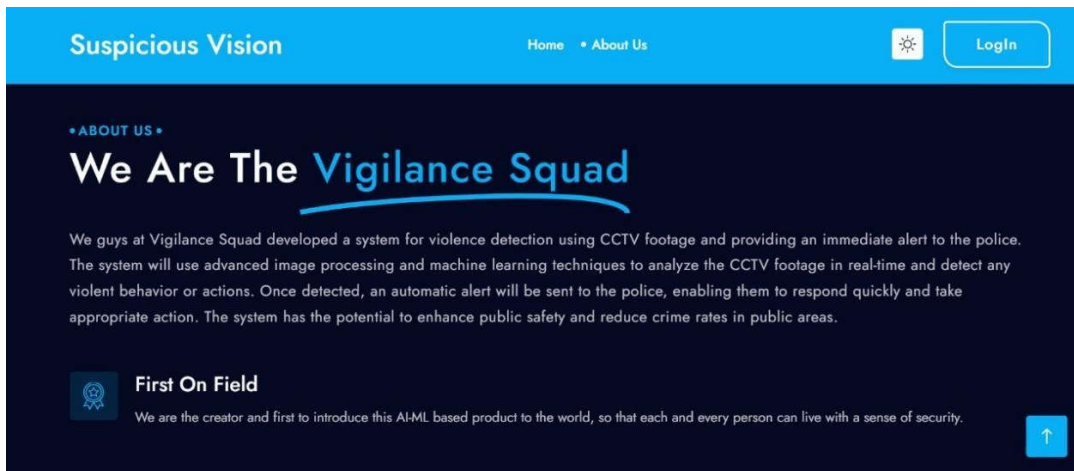 Suspicious Vision
Home • About Us
LogIn
• ABOUT US •
We Are The Vigilance Squad
We guys at Vigilance Squad developed a system for violence detection using CCTV footage and providing an immediate alert to the police.
The system will use advanced image processing and machine learning techniques to analyze the CCTV footage in real-time and detect any
violent behavior or actions. Once detected, an automatic alert will be sent to the police, enabling them to respond quickly and take
appropriate action. The system has the potential to enhance public safety and reduce crime rates in public areas.
First On Field
We are the creator and first to introduce this AI-ML based product to the world, so that each and every person can live with a sense of security.